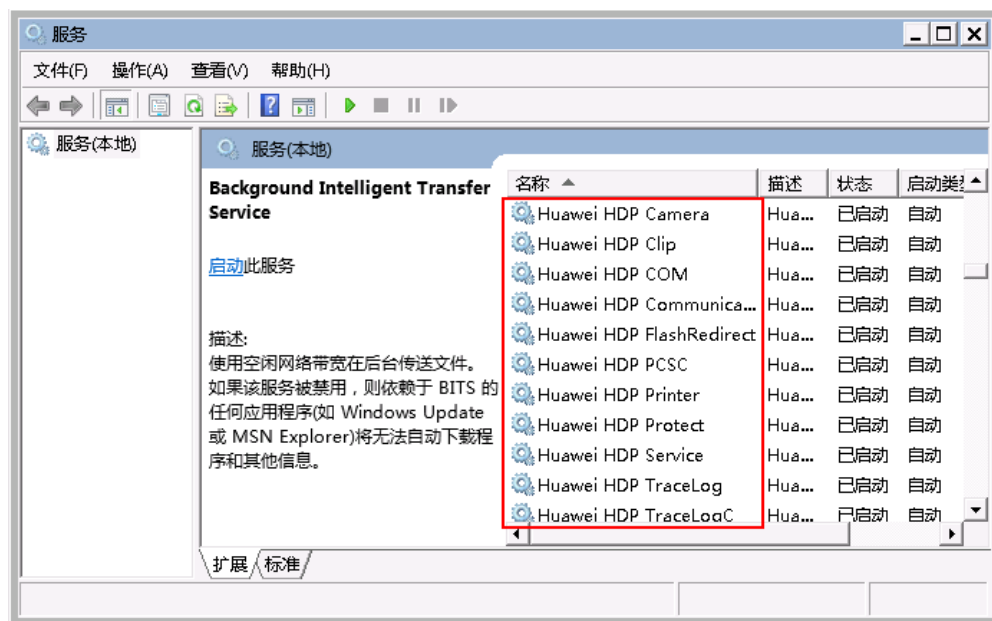 服务
文件(F) 操作(A) 查看(V) 帮助(H)
服务(本地)
服务(本地)
Background Intelligent Transfer
Service
启动此服务
描述:
使用空闲网络带宽在后台传送文件。
如果该服务被禁用，则依赖于 BITS 的
任何应用程序(如 Windows Update
或 MSN Explorer)将无法自动下载程
序和其他信息。
名称 描述 状态 启动类
Huawei HDP Camera Hua... 已启动 自动
Huawei HDP Clip Hua... 已启动 自动
Huawei HDP COM Hua... 已启动 自动
Huawei HDP Communica... Hua... 已启动 自动
Huawei HDP FlashRedirect Hua... 已启动 自动
Huawei HDP PCSC Hua... 已启动 自动
Huawei HDP Printer Hua... 已启动 自动
Huawei HDP Protect Hua... 已启动 自动
Huawei HDP Service Hua... 已启动 自动
Huawei HDP TraceLog Hua... 已启动 自动
Huawei HDP TraceLogC Hua... 已启动 自动
扩展 标准